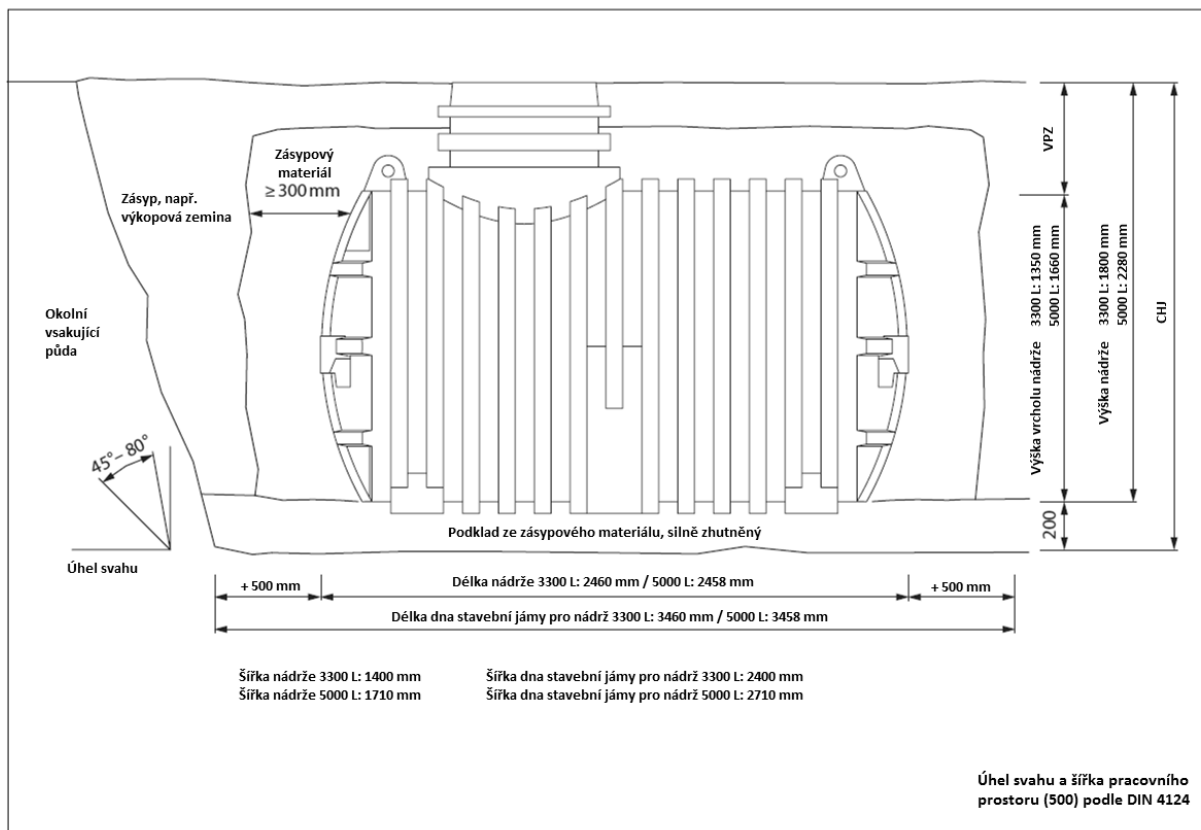 Zásypový
materiál
≥ 300 mm
Zásyp, např.
výkopová zemina
Okolní
vsakující
půda
45°– 80°
Úhel svahu
VPZ
Výška vrcholu nádrže 3300 L: 1350 mm
5000 L: 1660 mm
Výška nádrže 3300 L: 1800 mm
5000 L: 2280 mm
CHJ
200
Podklad ze zásypového materiálu, silně zhutněný
+ 500 mm
Délka nádrže 3300 L: 2460 mm / 5000 L: 2458 mm
+ 500 mm
Délka dna stavební jámy pro nádrž 3300 L: 3460 mm / 5000 L: 3458 mm
Šířka nádrže 3300 L: 1400 mm
Šířka nádrže 5000 L: 1710 mm
Šířka dna stavební jámy pro nádrž 3300 L: 2400 mm
Šířka dna stavební jámy pro nádrž 5000 L: 2710 mm
Úhel svahu a šířka pracovního
prostoru (500) podle DIN 4124